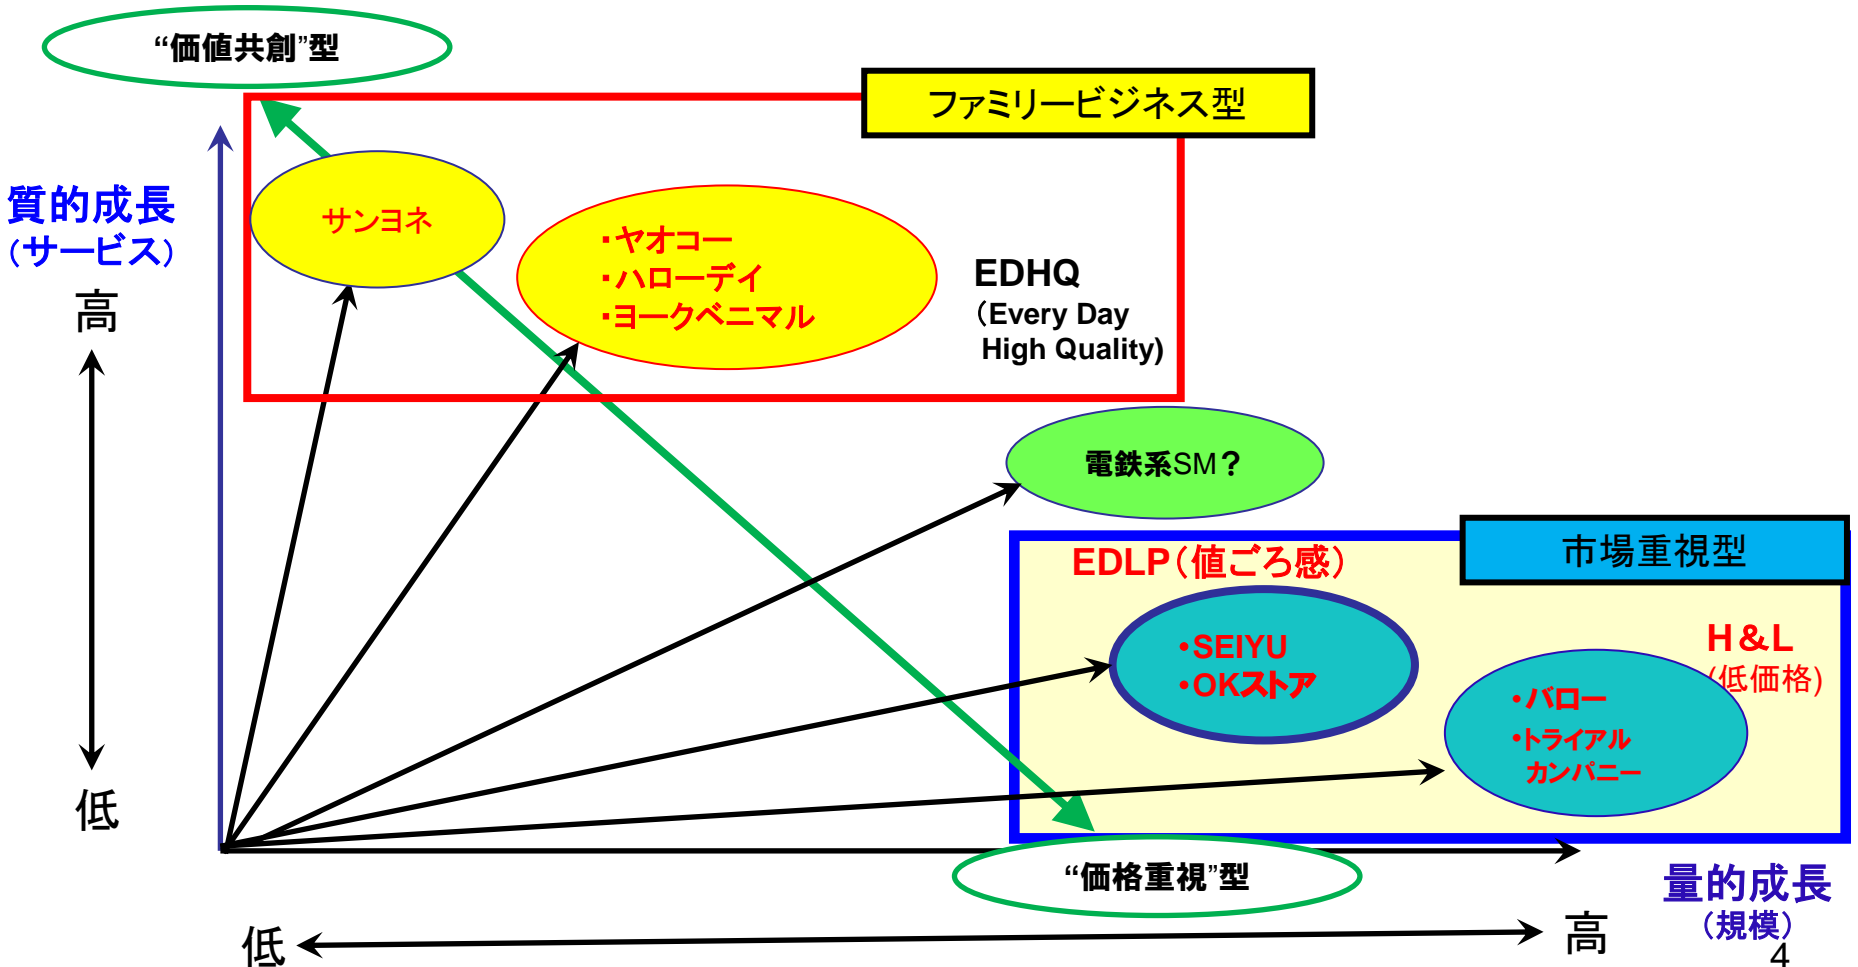 “価値共創”型
ファミリービジネス型
質的成長
（サービス）
高
低
サンヨネ
・ヤオコー
・ハローデイ
・ヨークベニマル
EDHQ
（Every Day
High Quality)
電鉄系SM？
市場重視型
EDLP（値ごろ感）
・SEIYU
・OKストア
H＆L
(低価格)
・バロー
・トライアル
カンパニー
“価格重視”型
量的成長
（規模）
低
高
4